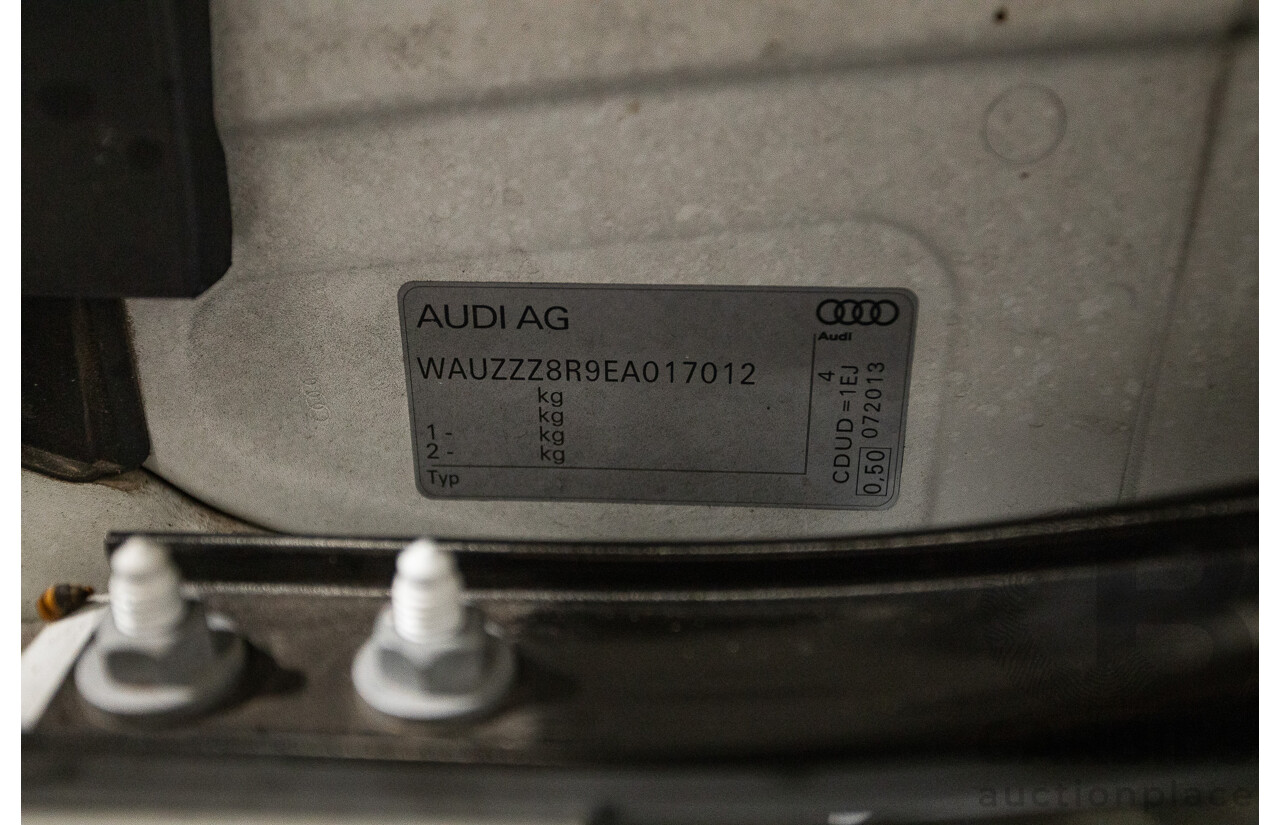 AUDI AG
Audi
WAUZZZ8R9EA017012
kg
kg
1- kg
2- kg
Typ
4
CDUD=1EJ
0,50 072013
auctionplace